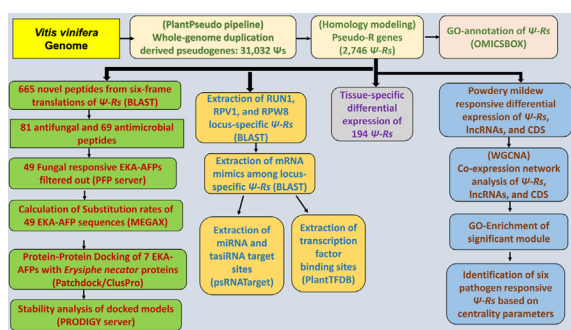 Vitis vinifera
Genome
(PlantPseudo pipeline)
Whole-genome duplication
derived pseudogenes: 31,032 Ψs
(Homology modeling)
Pseudo-R genes
(2,746 Ψ-Rs)
GO-annotation of Ψ-Rs
(OMICSBOX)
665 novel peptides from six-frame
translations of Ψ-Rs (BLAST)
81 antifungal and 69 antimicrobial
peptides
49 Fungal responsive EKA-AFPs
filtered out (PFP server)
Calculation of Substitution rates of
49 EKA-AFP sequences (MEGAX)
Protein-Protein Docking of 7 EKA-
AFPs with Erysiphe necator proteins
(Patchdock/ClusPro)
Stability analysis of docked models
(PRODIGY server)
Extraction of RUN1,
RPV1, and RPW8
locus-specific Ψ-Rs
(BLAST)
Extraction of mRNA
mimics among locus-
specific Ψ-Rs (BLAST)
Extraction of
miRNA and
tasiRNA target
sites
(psRNATarget)
Extraction of
transcription
factor
binding sites
(PlantTFDB)
Tissue-specific
differential
expression of
194 Ψ-Rs
Powdery mildew
responsive differential
expression of Ψ-Rs,
lncRNAs, and CDS
(WGCNA)
Co-expression network
analysis of Ψ-Rs,
lncRNAs, and CDS
GO-Enrichment of
significant module
Identification of six
pathogen responsive
Ψ-Rs based on
centrality parameters